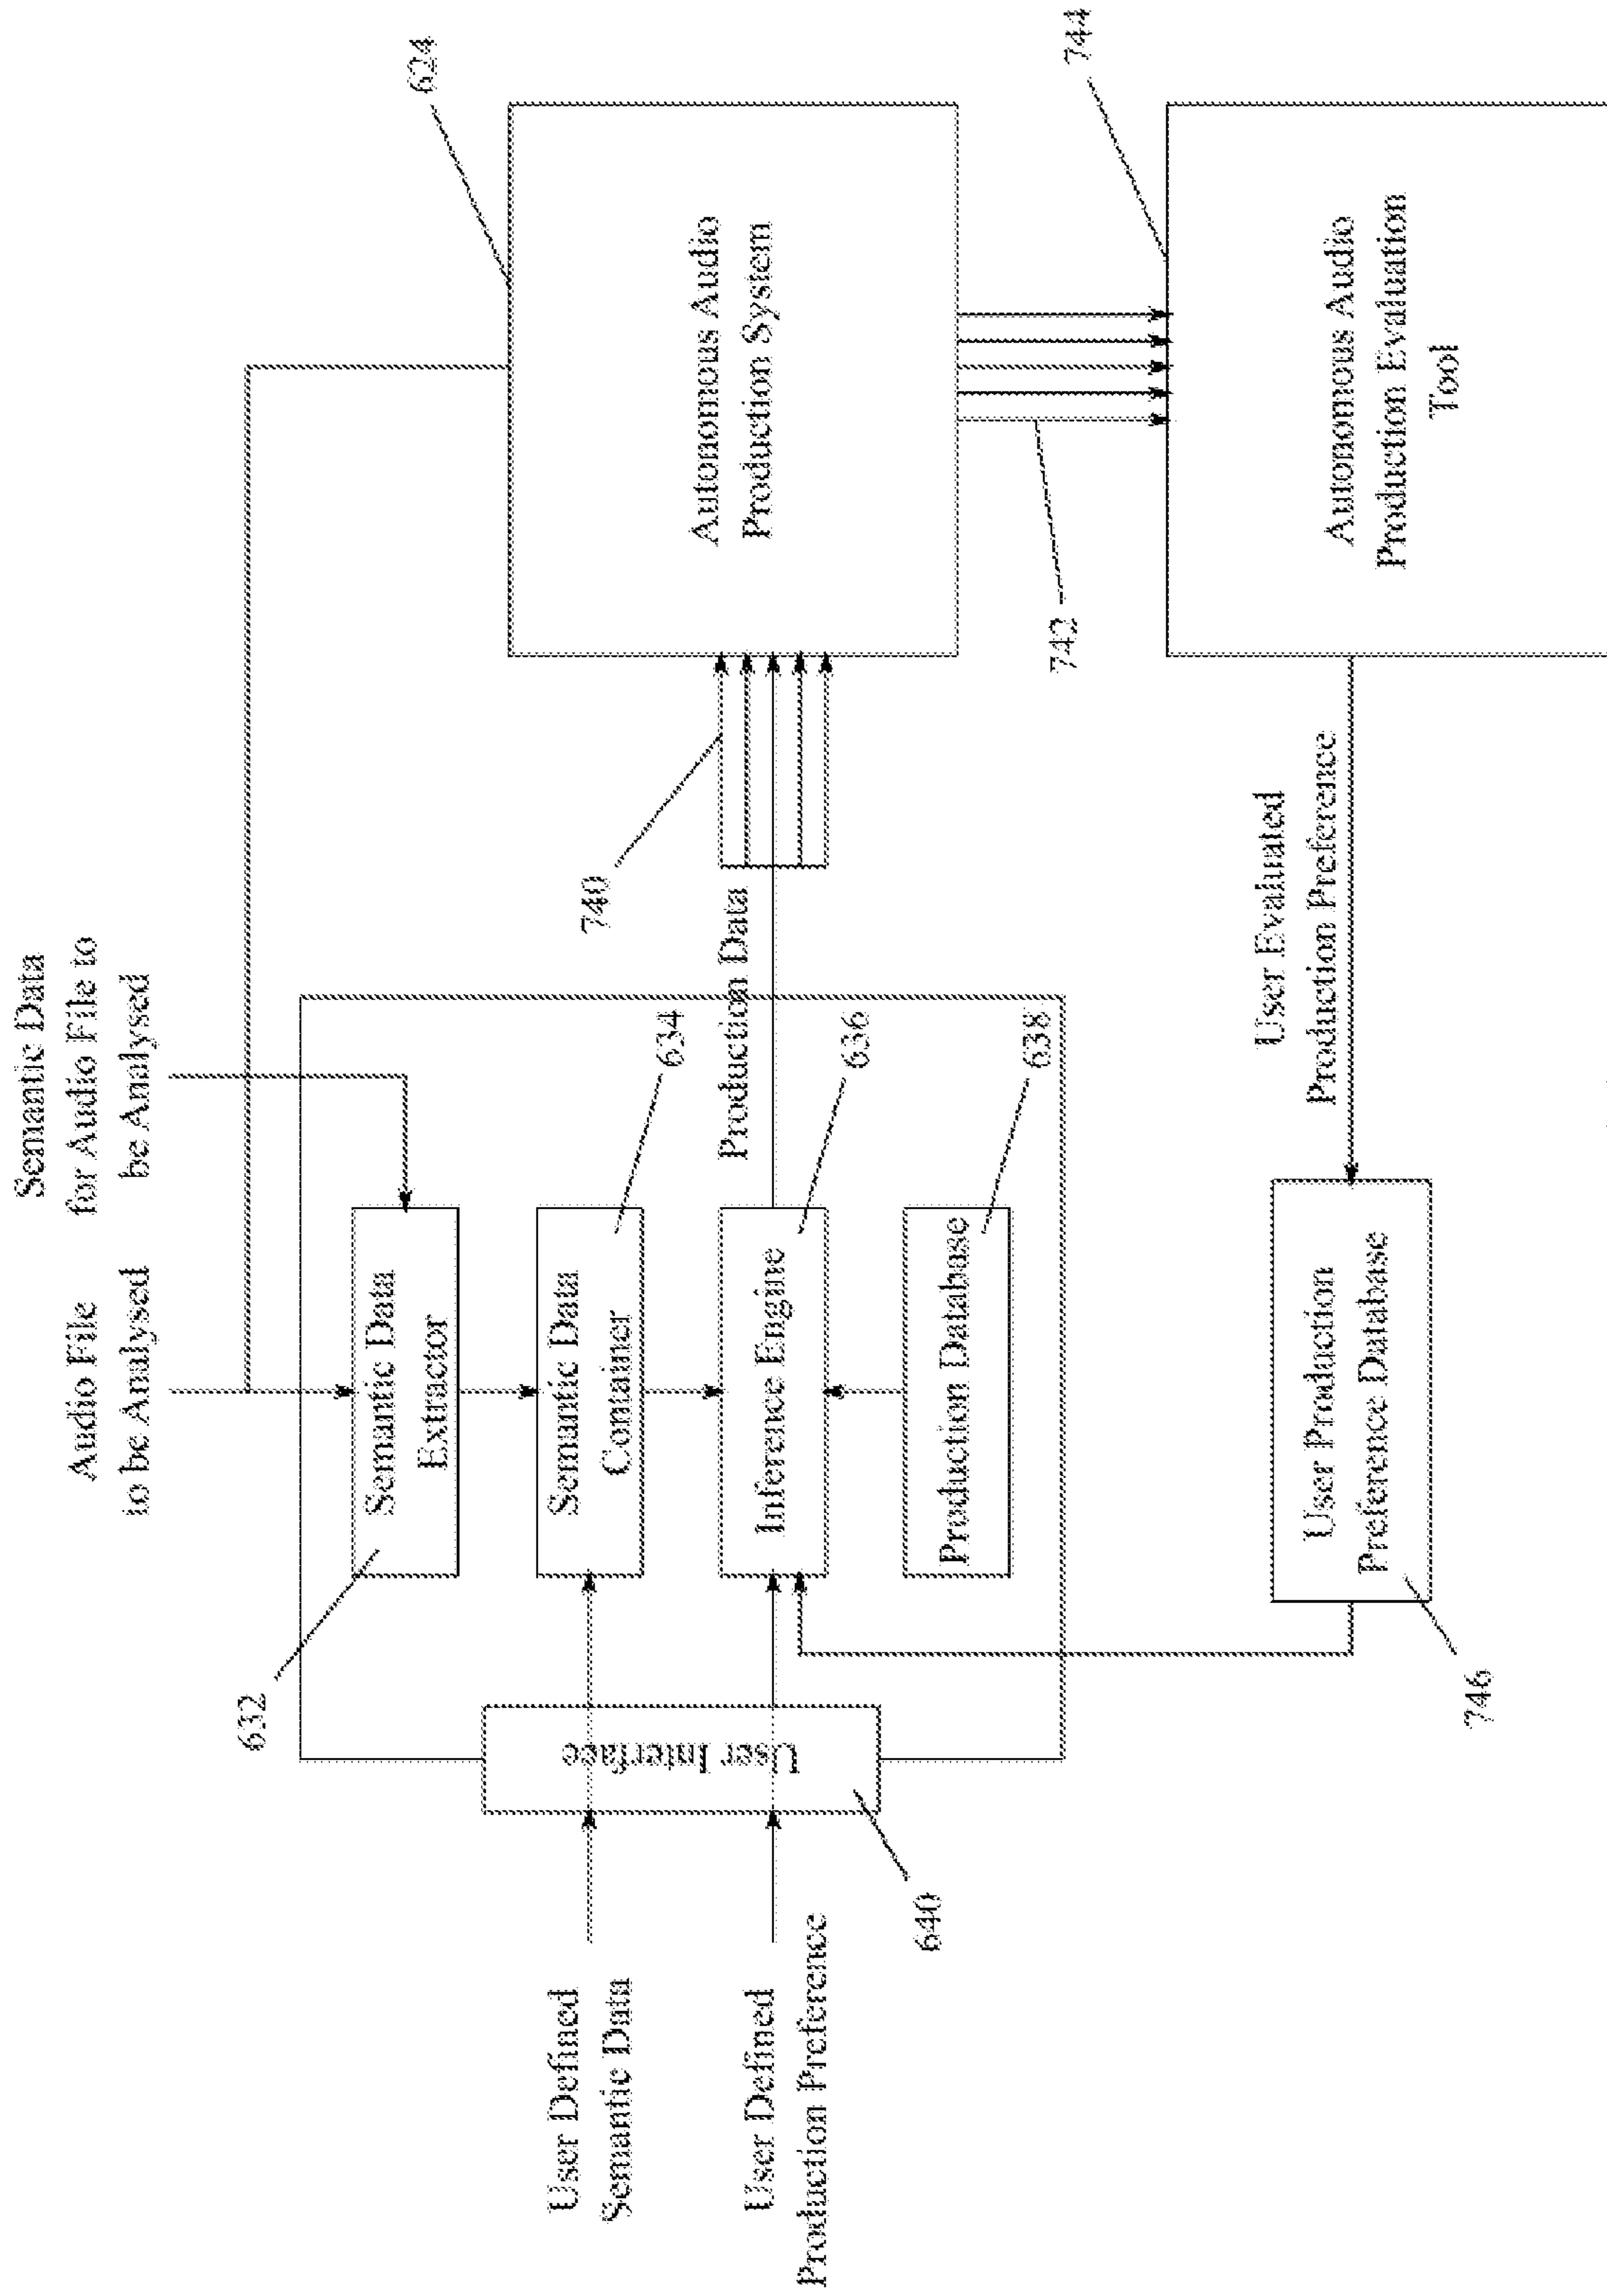 Audio File
to be Analysed
Semantic Data
for Audio File to
be Analysed
624
632
Semantic Data
Extractor
634
Semantic Data
Container
User Defined
Semantic Data
User Interface
740
Autonomous Audio
Production System
Production Data
636
Inference Engine
User Defined
Production Preference
640
638
Production Database
742
744
User Evaluated
Production Preference
Autonomous Audio
Production Evaluation
Tool
User Production
Preference Database
746